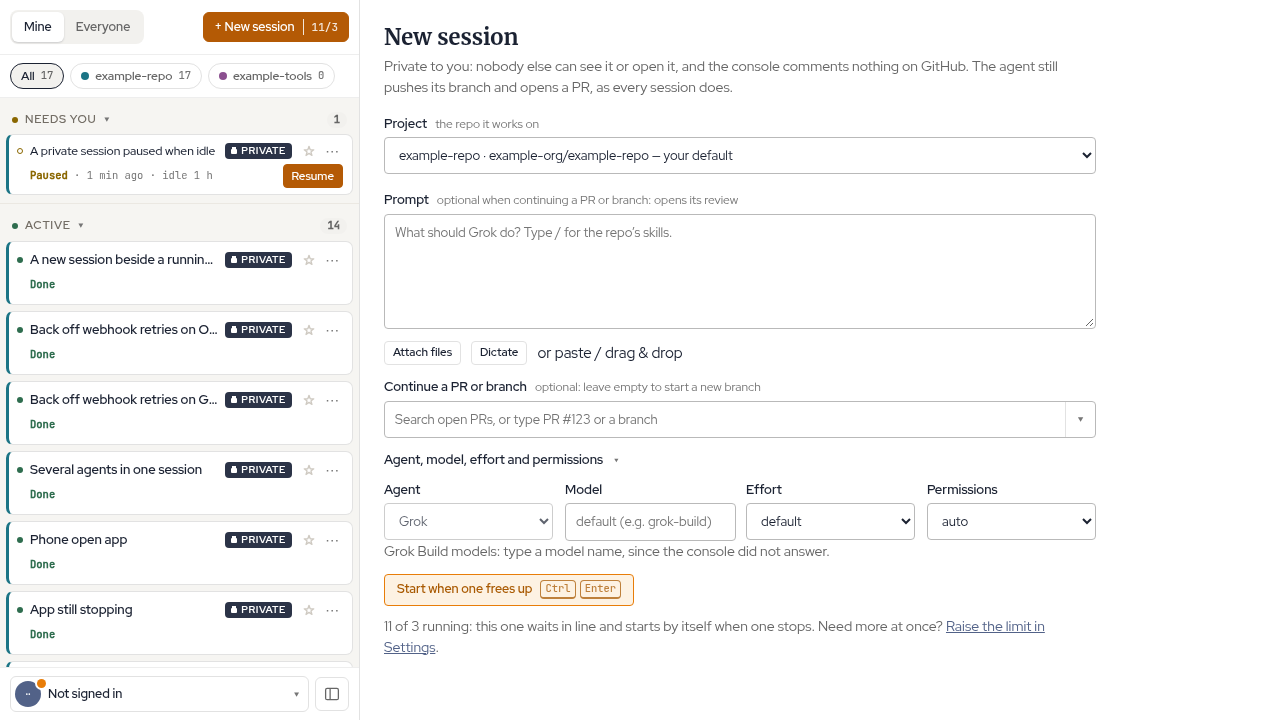 Mine
Everyone
+ New session 11/3
All 17
example-repo 17
example-tools 0
NEEDS YOU ▾ 1
A private session paused when idle PRIVATE ☆ ···
Paused · 1 min ago · idle 1 h
Resume
ACTIVE ▾ 14
A new session beside a runnin... PRIVATE ☆ ···
Done
Back off webhook retries on O... PRIVATE ☆ ···
Done
Back off webhook retries on G... PRIVATE ☆ ···
Done
Several agents in one session PRIVATE ☆ ···
Done
Phone open app PRIVATE ☆ ···
Done
App still stopping PRIVATE ☆ ···
Done
Not signed in ▾
New session
Private to you: nobody else can see it or open it, and the console comments nothing on GitHub. The agent still
pushes its branch and opens a PR, as every session does.
Project the repo it works on
example-repo · example-org/example-repo — your default
Prompt optional when continuing a PR or branch: opens its review
What should Grok do? Type / for the repo's skills.
Attach files Dictate or paste / drag & drop
Continue a PR or branch optional: leave empty to start a new branch
Search open PRs, or type PR #123 or a branch ▾
Agent, model, effort and permissions ▾
Agent Model Effort Permissions
Grok default (e.g. grok-build) default auto
Grok Build models: type a model name, since the console did not answer.
Start when one frees up Ctrl Enter
11 of 3 running: this one waits in line and starts by itself when one stops. Need more at once? Raise the limit in
Settings.